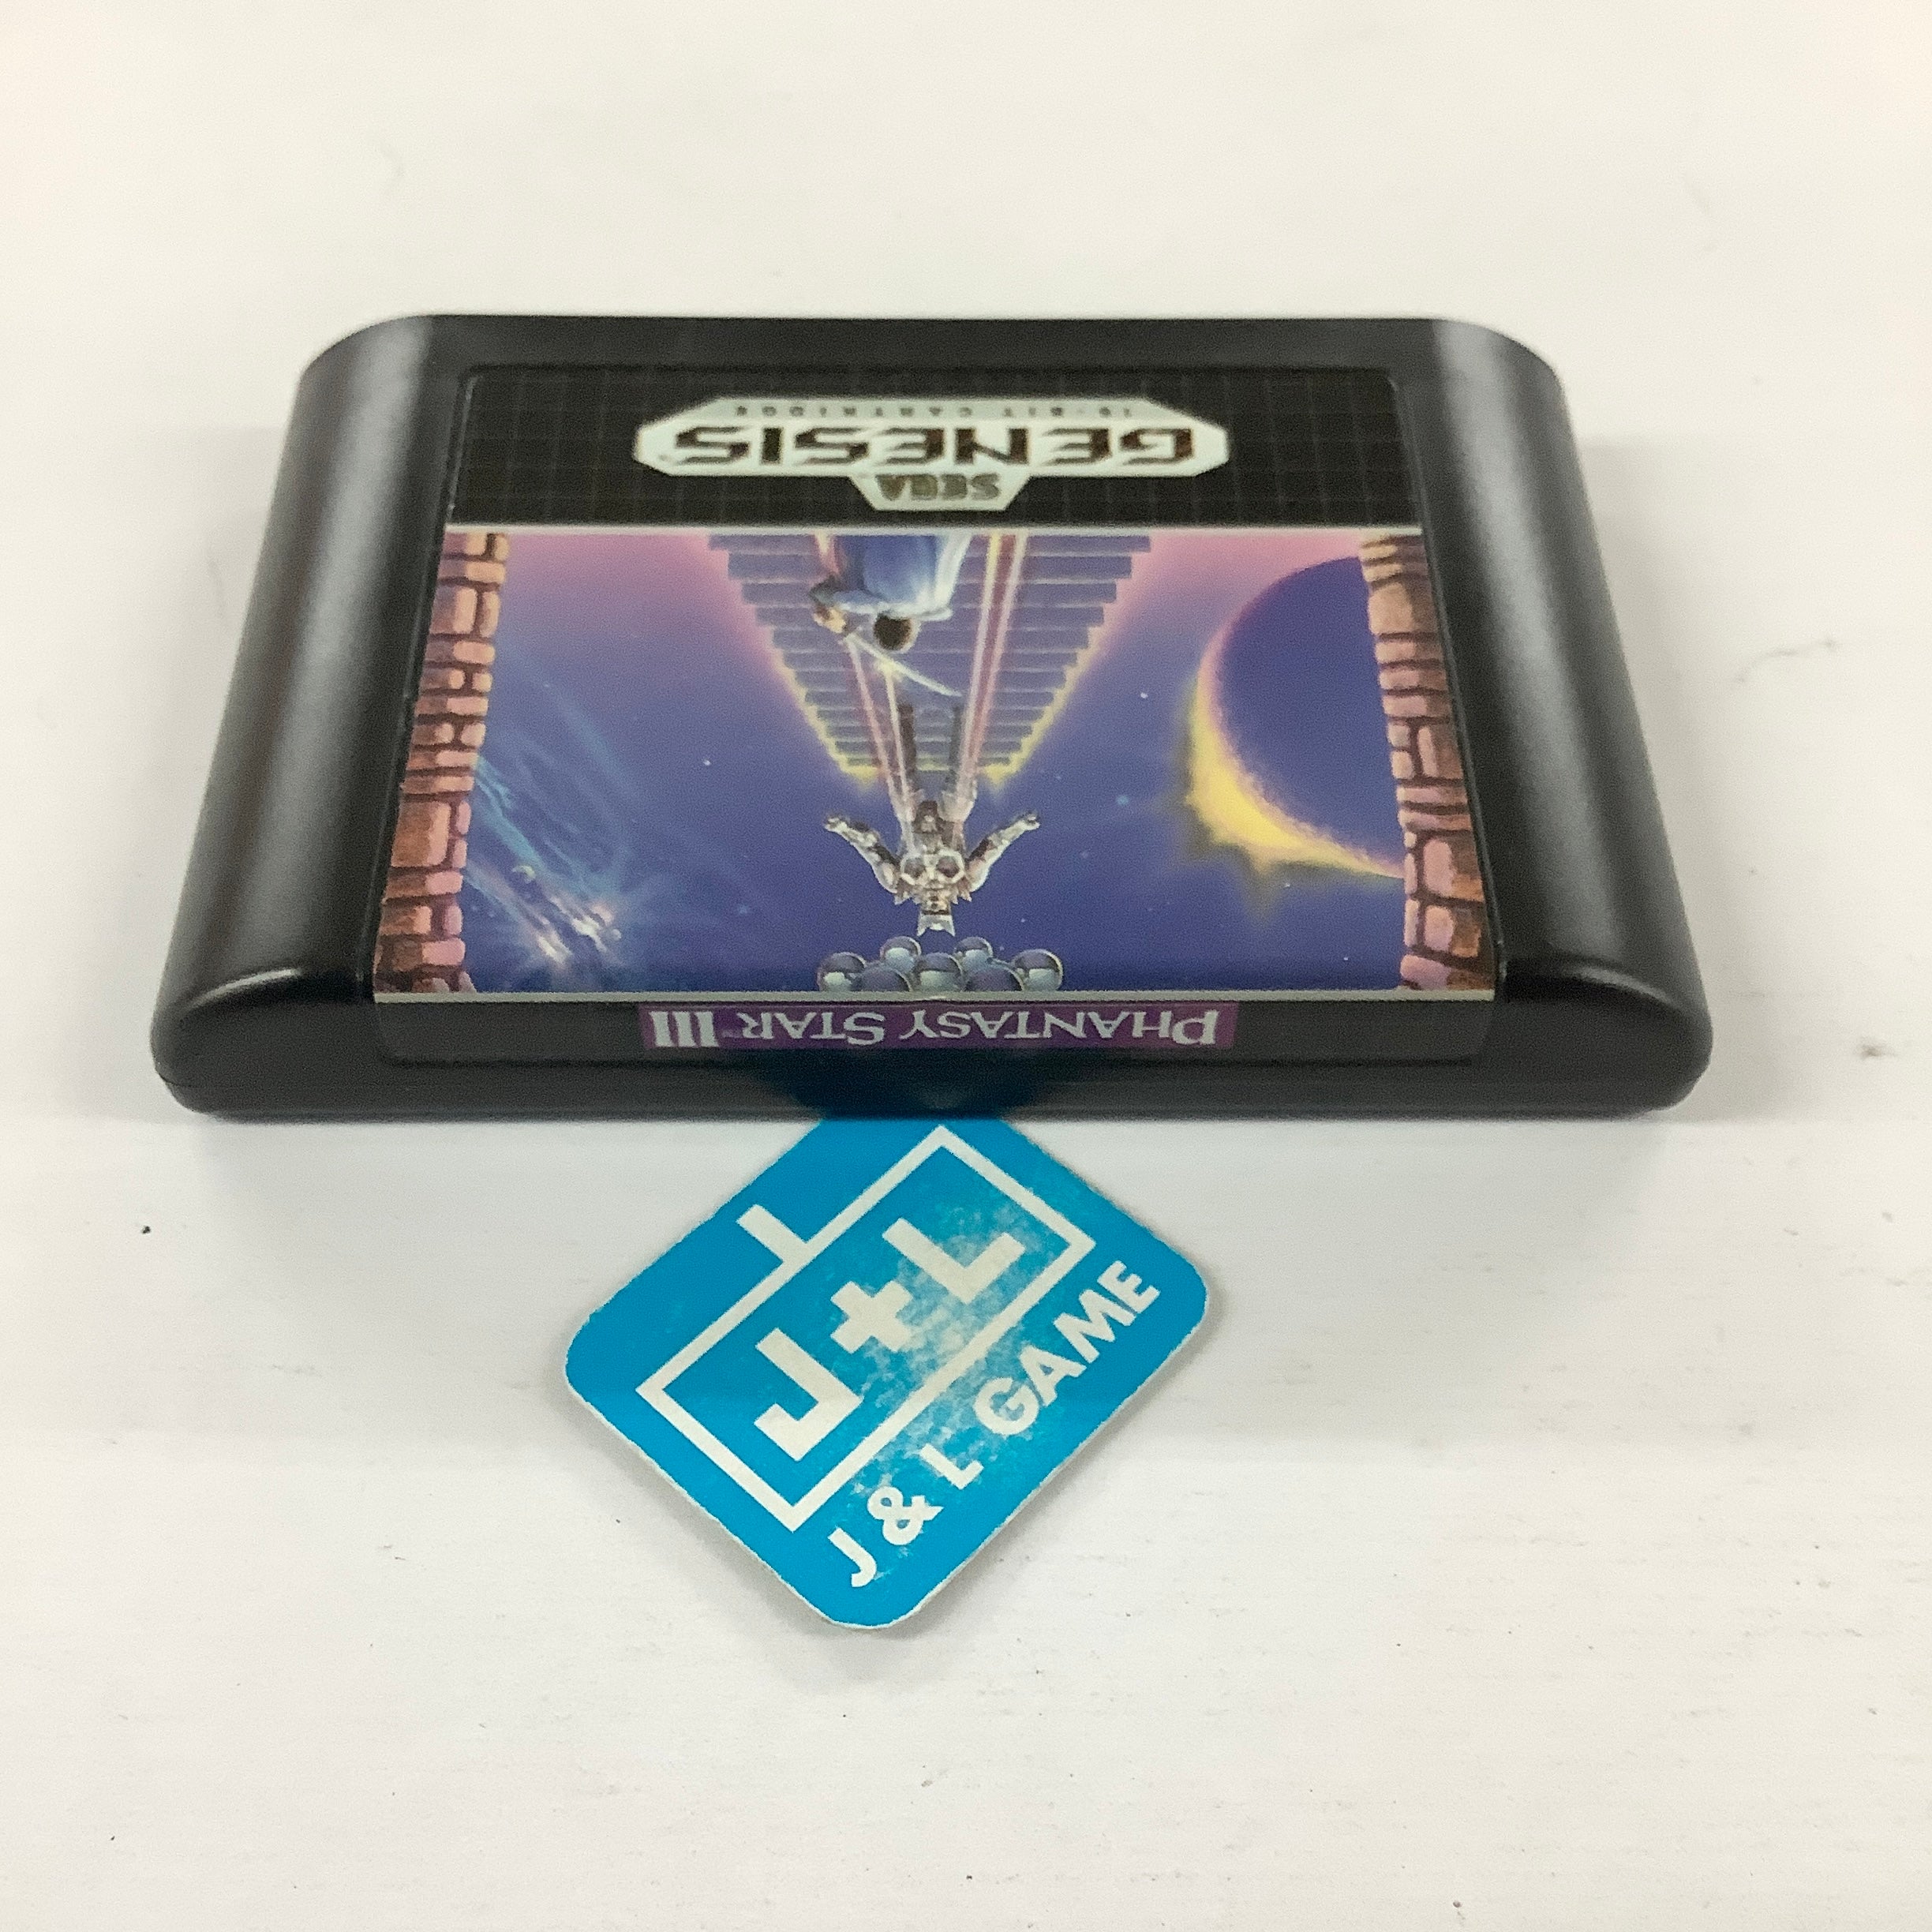 16-BIT CARTRIDGE
GENESIS
SEGA
PHANTASY STAR III
J+L
J & L GAME